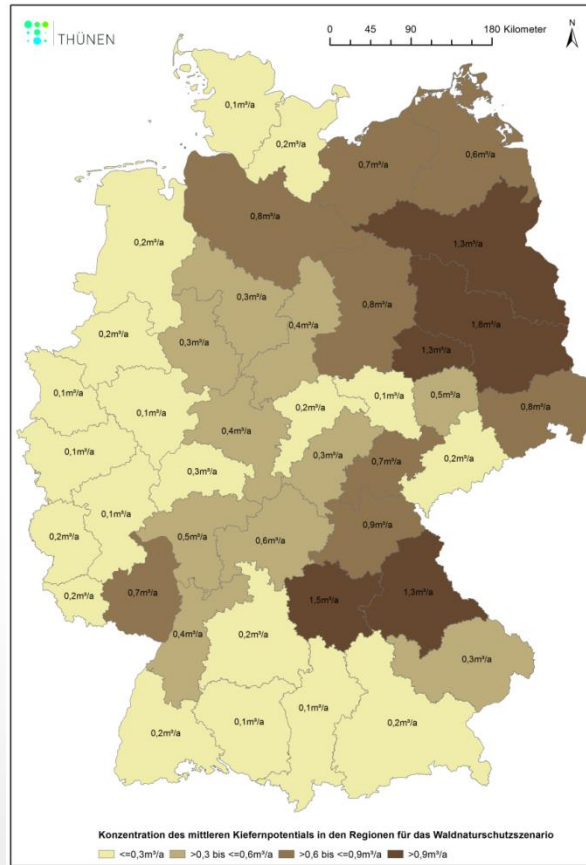 THÜNEN
0 45 90 180 Kilometer
N
0,1m³/a
0,2m³/a
0,7m³/a
0,6m³/a
0,8m³/a
0,2m³/a
1,3m³/a
0,3m³/a
0,8m³/a
0,4m³/a
1,8m³/a
0,2m³/a
0,3m³/a
1,3m³/a
0,1m³/a
0,1m³/a
0,2m³/a
0,1m³/a
0,5m³/a
0,8m³/a
0,4m³/a
0,1m³/a
0,3m³/a
0,3m³/a
0,7m³/a
0,2m³/a
0,1m³/a
0,2m³/a
0,5m³/a
0,6m³/a
0,9m³/a
0,2m³/a
0,7m³/a
1,5m³/a
1,3m³/a
0,4m³/a
0,2m³/a
0,3m³/a
0,2m³/a
0,1m³/a
0,1m³/a
0,2m³/a
Konzentration des mittleren Kiefernpotentials in den Regionen für das Waldnaturschutzszenario
<=0,3m³/a >0,3 bis <=0,6m³/a >0,6 bis <=0,9m³/a >0,9m³/a